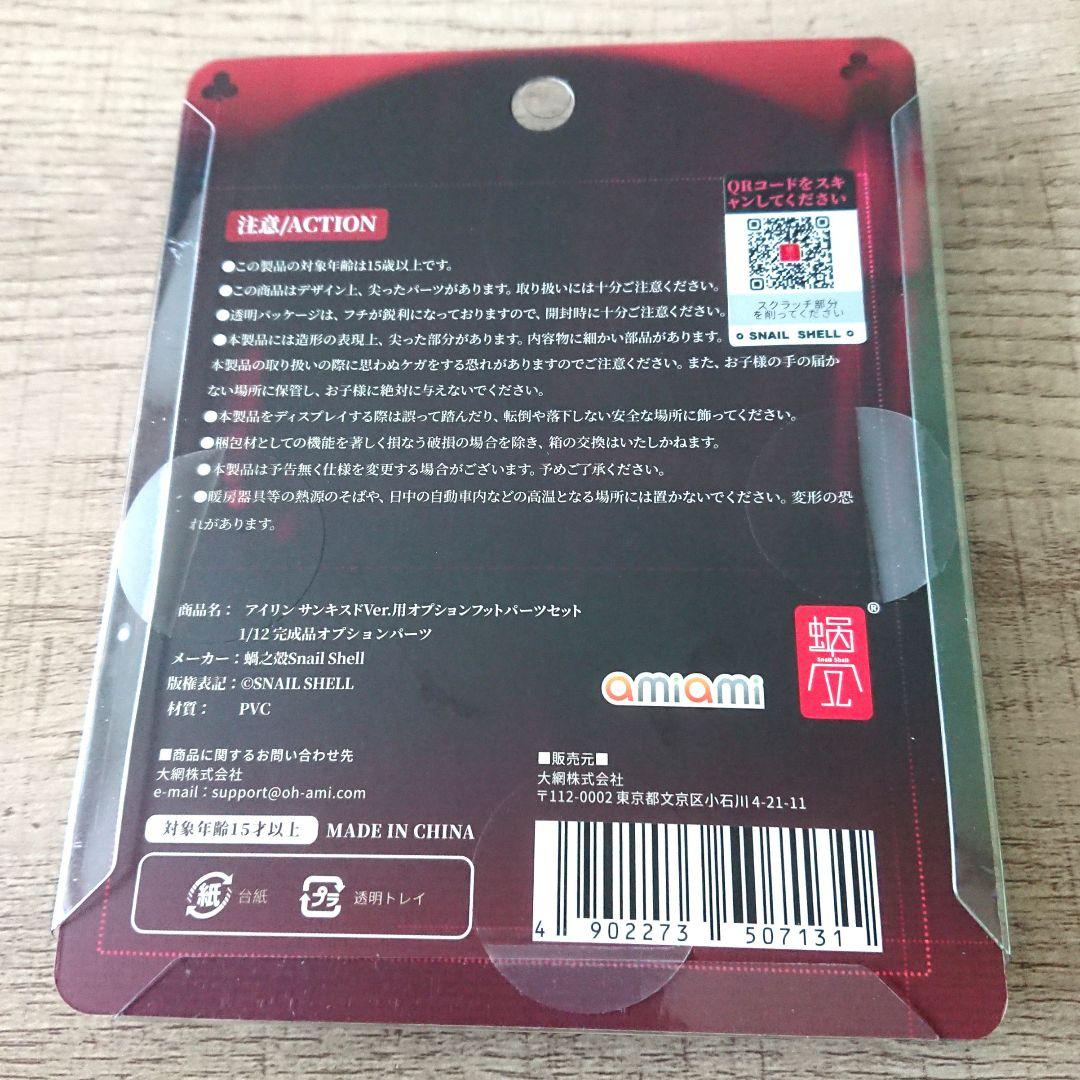 QRコードをスキ
ャンしてください
スクラッチ部分
を削ってください
SNAIL SHELL
注意/ACTION
●この製品の対象年齢は15歳以上です。
●この商品はデザイン上、尖ったパーツがあります。取り扱いには十分ご注意ください。
●透明パッケージは、フチが鋭利になっておりますので、開封時に十分ご注意ください。
●本製品には造形の表現上、尖った部分があります。内容物に細かい部品があります。
本製品の取り扱いの際に思わぬケガをする恐れがありますのでご注意ください。また、お子様の手の届か
ない場所に保管し、お子様に絶対に与えないでください。
●本製品をディスプレイする際は誤って踏んだり、転倒や落下しない安全な場所に飾ってください。
●梱包材としての機能を著しく損なう破損の場合を除き、箱の交換はいたしかねます。
●本製品は予告無く仕様を変更する場合がございます。予めご了承ください。
●暖房器具等の熱源のそばや、日中の自動車内などの高温となる場所には置かないでください。変形の恐
れがあります。
商品名： アイリン サンキスドVer.用オプションフットパーツセット
1/12 完成品オプションパーツ
メーカー：蝸之殻Snail Shell
版権表記：©SNAIL SHELL
材質： PVC
amiami
蝸
Snail Shell
®
■商品に関するお問い合わせ先
大網株式会社
e-mail：support@oh-ami.com
■販売元■
大網株式会社
〒112-0002 東京都文京区小石川 4-21-11
対象年齢15才以上 MADE IN CHINA
紙 台紙 プラ 透明トレイ
4 902273 507131